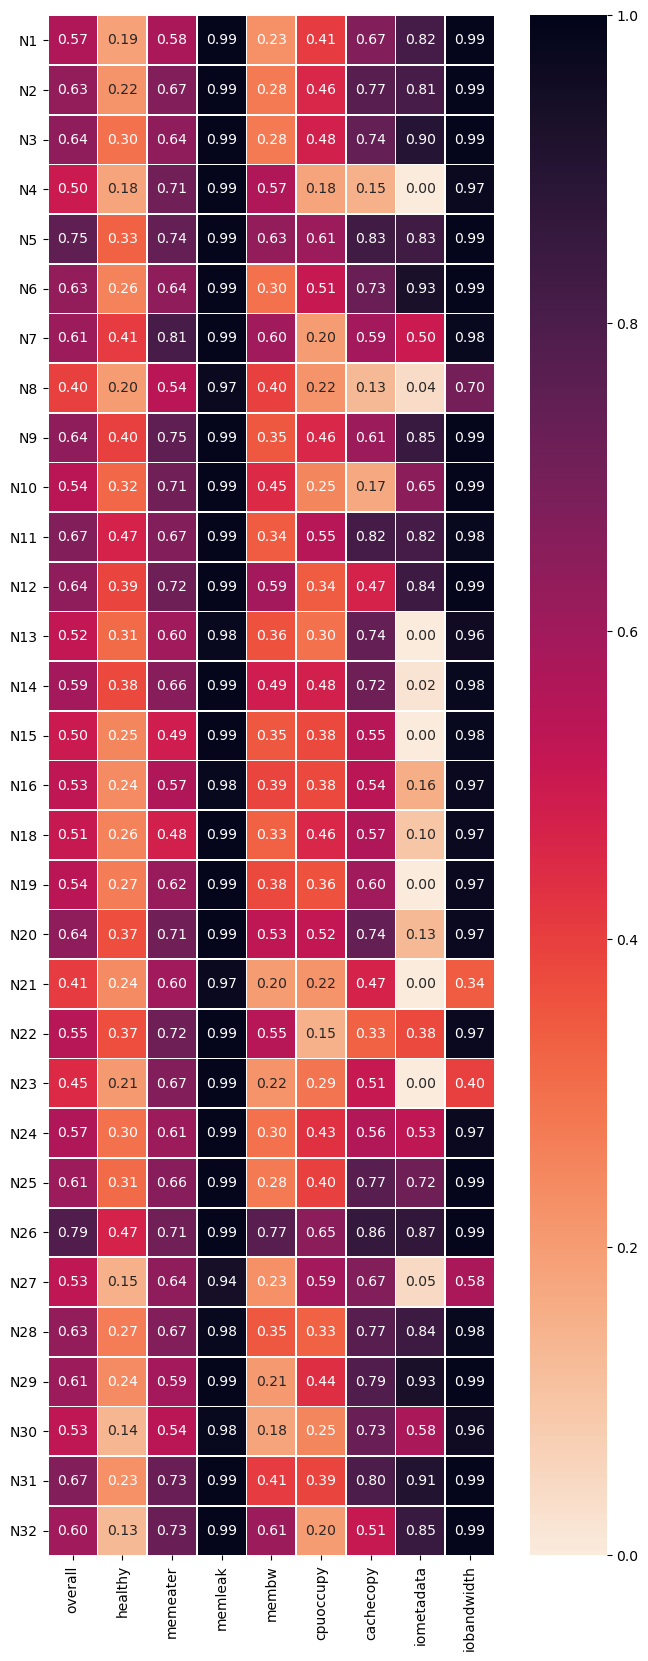 N1 0.57 0.19 0.58 0.99 0.23 0.41 0.67 0.82 0.99
N2 0.63 0.22 0.67 0.99 0.28 0.46 0.77 0.81 0.99
N3 0.64 0.30 0.64 0.99 0.28 0.48 0.74 0.90 0.99
N4 0.50 0.18 0.71 0.99 0.57 0.18 0.15 0.00 0.97
N5 0.75 0.33 0.74 0.99 0.63 0.61 0.83 0.83 0.99
N6 0.63 0.26 0.64 0.99 0.30 0.51 0.73 0.93 0.99
N7 0.61 0.41 0.81 0.99 0.60 0.20 0.59 0.50 0.98
N8 0.40 0.20 0.54 0.97 0.40 0.22 0.13 0.04 0.70
N9 0.64 0.40 0.75 0.99 0.35 0.46 0.61 0.85 0.99
N10 0.54 0.32 0.71 0.99 0.45 0.25 0.17 0.65 0.99
N11 0.67 0.47 0.67 0.99 0.34 0.55 0.82 0.82 0.98
N12 0.64 0.39 0.72 0.99 0.59 0.34 0.47 0.84 0.99
N13 0.52 0.31 0.60 0.98 0.36 0.30 0.74 0.00 0.96
N14 0.59 0.38 0.66 0.99 0.49 0.48 0.72 0.02 0.98
N15 0.50 0.25 0.49 0.99 0.35 0.38 0.55 0.00 0.98
N16 0.53 0.24 0.57 0.98 0.39 0.38 0.54 0.16 0.97
N18 0.51 0.26 0.48 0.99 0.33 0.46 0.57 0.10 0.97
N19 0.54 0.27 0.62 0.99 0.38 0.36 0.60 0.00 0.97
N20 0.64 0.37 0.71 0.99 0.53 0.52 0.74 0.13 0.97
N21 0.41 0.24 0.60 0.97 0.20 0.22 0.47 0.00 0.34
N22 0.55 0.37 0.72 0.99 0.55 0.15 0.33 0.38 0.97
N23 0.45 0.21 0.67 0.99 0.22 0.29 0.51 0.00 0.40
N24 0.57 0.30 0.61 0.99 0.30 0.43 0.56 0.53 0.97
N25 0.61 0.31 0.66 0.99 0.28 0.40 0.77 0.72 0.99
N26 0.79 0.47 0.71 0.99 0.77 0.65 0.86 0.87 0.99
N27 0.53 0.15 0.64 0.94 0.23 0.59 0.67 0.05 0.58
N28 0.63 0.27 0.67 0.98 0.35 0.33 0.77 0.84 0.98
N29 0.61 0.24 0.59 0.99 0.21 0.44 0.79 0.93 0.99
N30 0.53 0.14 0.54 0.98 0.18 0.25 0.73 0.58 0.96
N31 0.67 0.23 0.73 0.99 0.41 0.39 0.80 0.91 0.99
N32 0.60 0.13 0.73 0.99 0.61 0.20 0.51 0.85 0.99
overall healthy memeater memleak membw cpuoccupy cachecopy iometadata iobandwidth
1.0
0.8
0.6
0.4
0.2
0.0